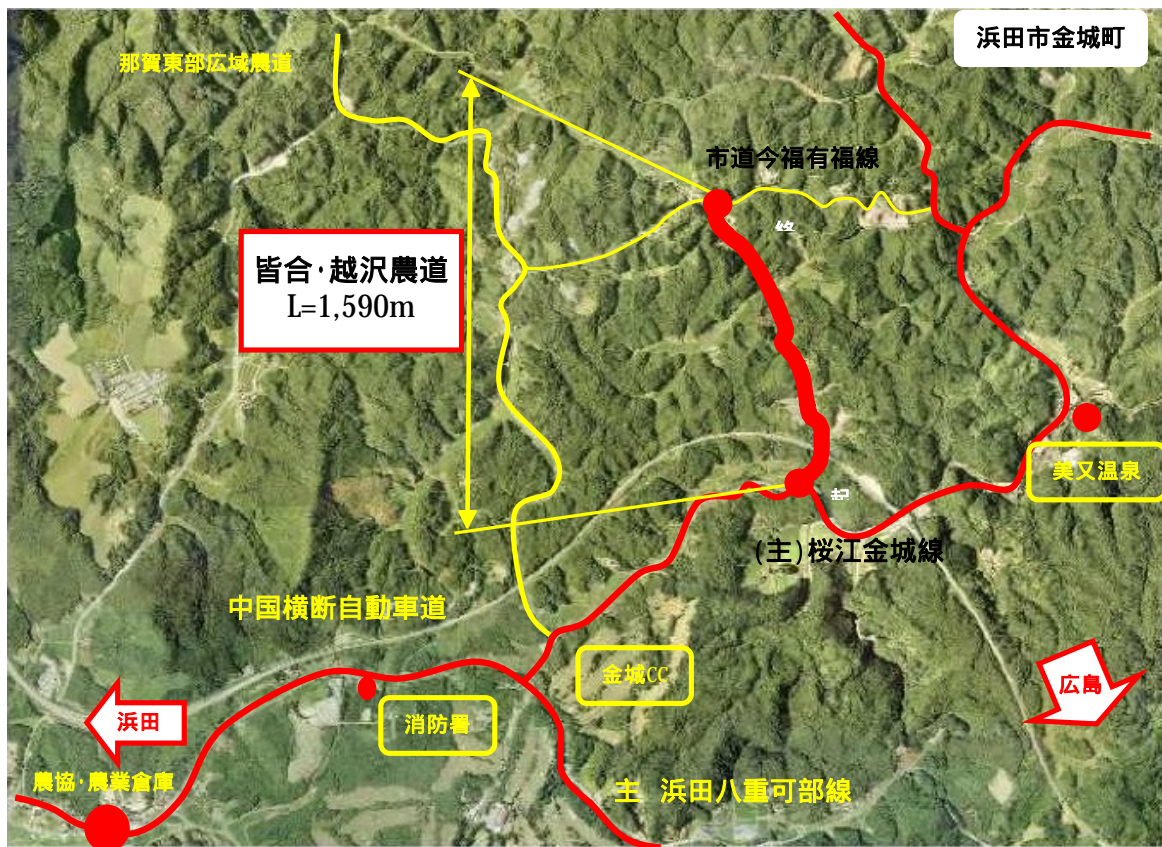 浜田市金城町
那賀東部広域農道
市道今福有福線
終
皆合・越沢農道
L=1,590m
美又温泉
起
(主)桜江金城線
中国横断自動車道
金城CC
広島
浜田
消防署
農協・農業倉庫
主 浜田八重可部線